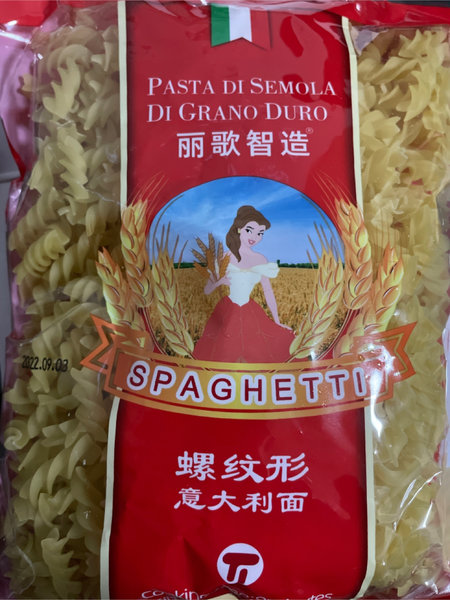 PASTA DI SEMOLA
DI GRANO DURO
丽歌智造®
2022.09.03
SPAGHETTI
螺纹形
意大利面
cooking